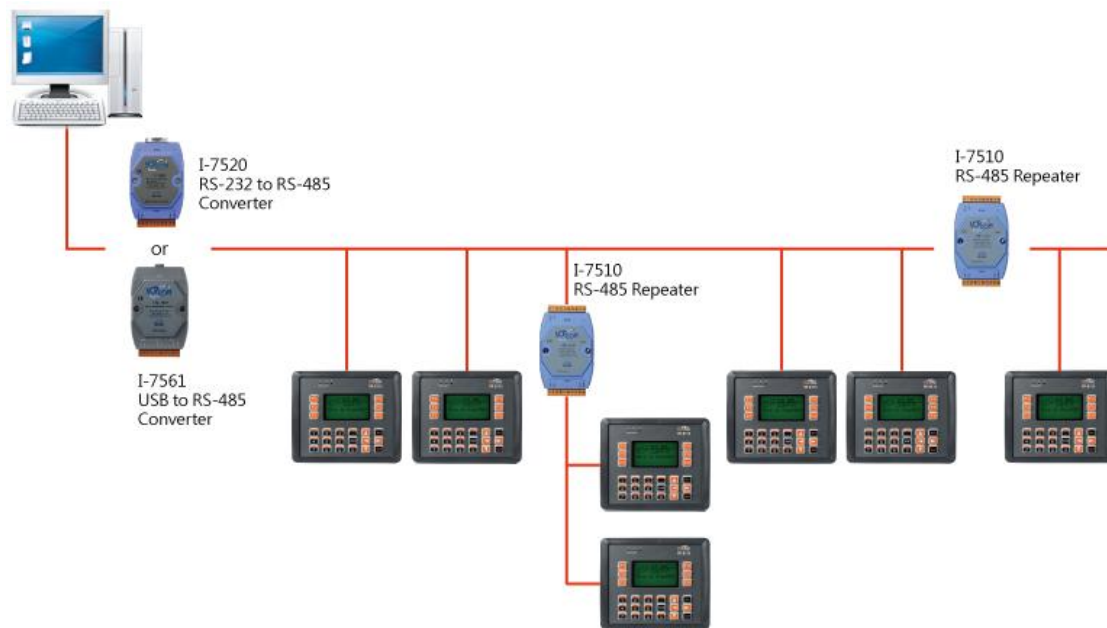 I-7520
RS-232 to RS-485
Converter
or
I-7561
USB to RS-485
Converter
I-7510
RS-485 Repeater
I-7510
RS-485 Repeater